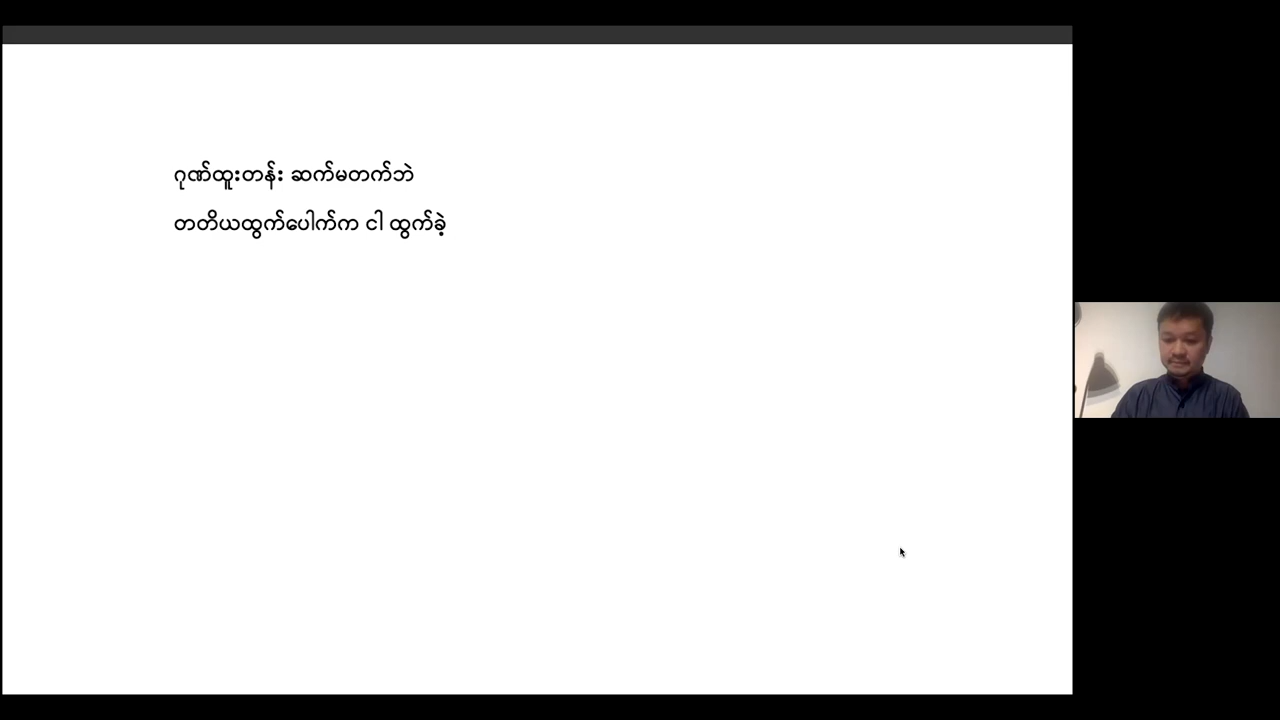 ဂုဏ်ထူးတန်း ဆက်မတက်ဘဲ
တတိယထွက်ပေါက်က ငါ ထွက်ခဲ့